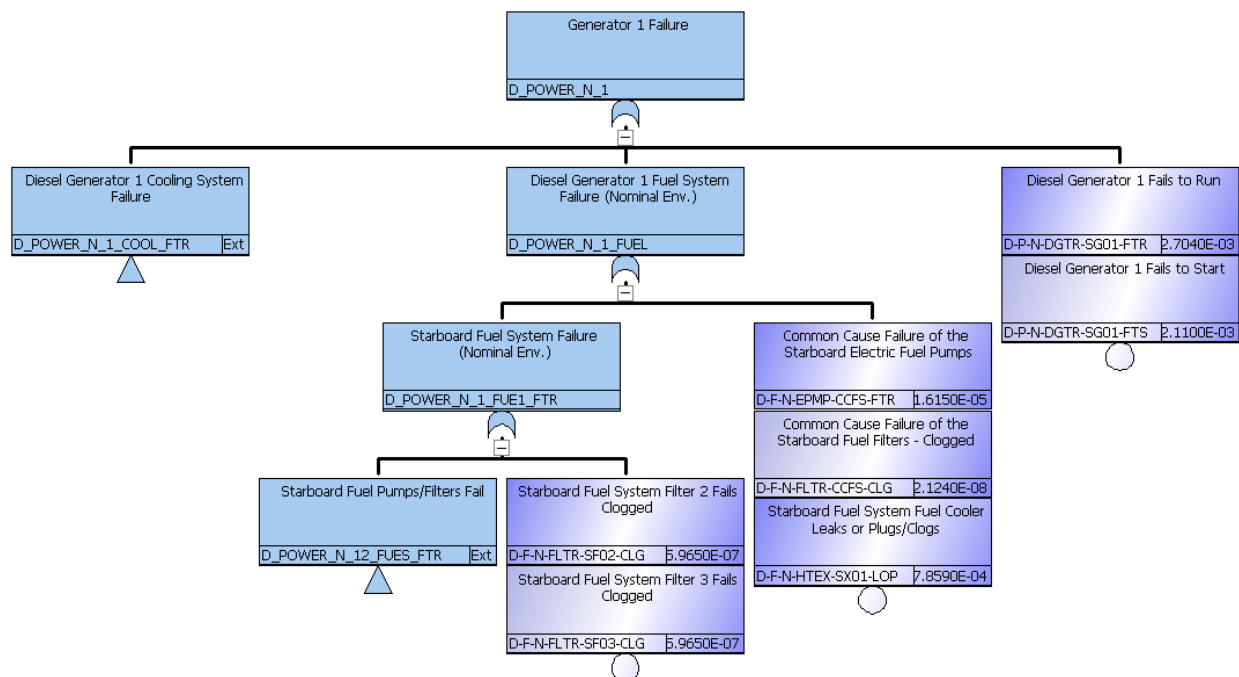 Generator 1 Failure
D_POWER_N_1
Diesel Generator 1 Cooling System
Failure
D_POWER_N_1_COOL_FTR Ext
Diesel Generator 1 Fuel System
Failure (Nominal Env.)
D_POWER_N_1_FUEL
Diesel Generator 1 Fails to Run
D-P-N-DGTR-SG01-FTR 2.7040E-03
Diesel Generator 1 Fails to Start
D-P-N-DGTR-SG01-FTS 2.1100E-03
Starboard Fuel System Failure
(Nominal Env.)
D_POWER_N_1_FUE1_FTR
Common Cause Failure of the
Starboard Electric Fuel Pumps
D-F-N-EPMP-CCFS-FTR 1.6150E-05
Common Cause Failure of the
Starboard Fuel Filters - Clogged
D-F-N-FLTR-CCFS-CLG 2.1240E-08
Starboard Fuel System Fuel Cooler
Leaks or Plugs/Clogs
D-F-N-HTEX-SX01-LOP 7.8590E-04
Starboard Fuel Pumps/Filters Fail
D_POWER_N_12_FUES_FTR Ext
Starboard Fuel System Filter 2 Fails
Clogged
D-F-N-FLTR-SF02-CLG 5.9650E-07
Starboard Fuel System Filter 3 Fails
Clogged
D-F-N-FLTR-SF03-CLG 5.9650E-07